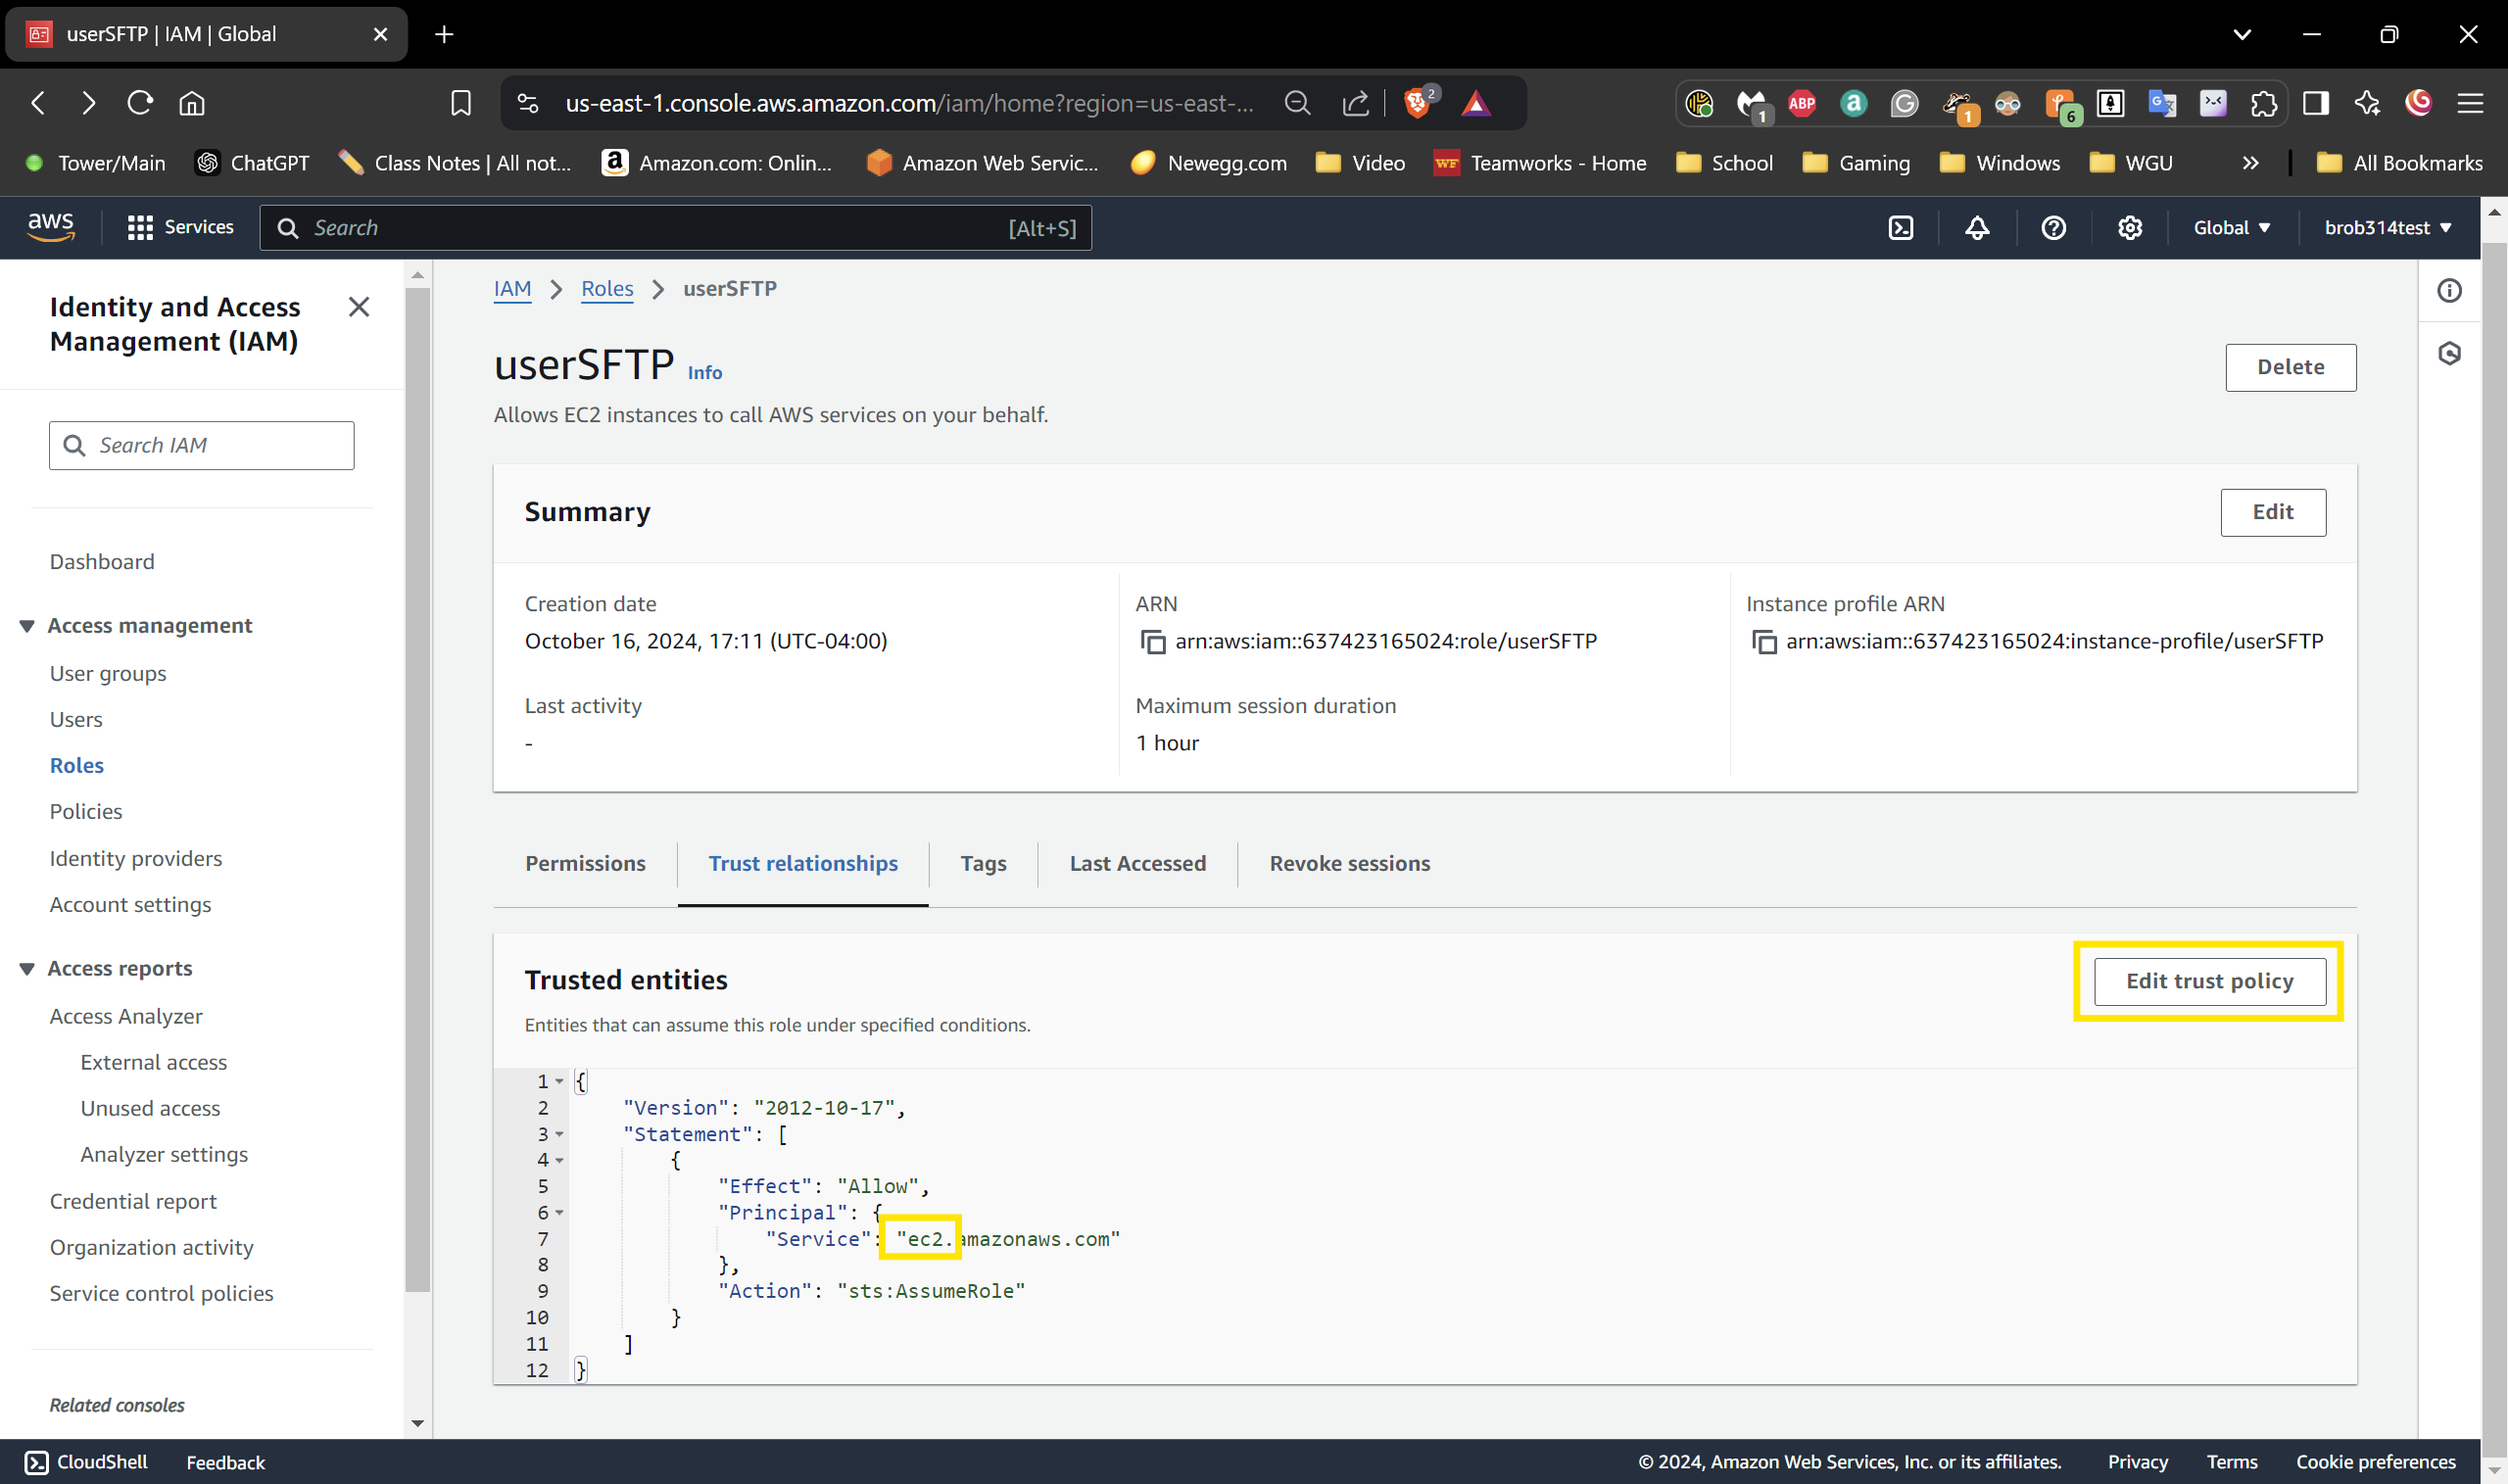 userSFTP | IAM | Global
us-east-1.console.aws.amazon.com/iam/home?region=us-east-...
2
1
ABP
a
1
6
Tower/Main
ChatGPT
Class Notes | All not...
Amazon.com: Onlin...
Amazon Web Servic...
Newegg.com
Video
WF
Teamworks - Home
School
Gaming
Windows
WGU
All Bookmarks
aws
Services
Search
[Alt+S]
Global
brob314test
Identity and Access
Management (IAM)
Search IAM
Dashboard
Access management
User groups
Users
Roles
Policies
Identity providers
Account settings
Access reports
Access Analyzer
External access
Unused access
Analyzer settings
Credential report
Organization activity
Service control policies
Related consoles
IAM > Roles > userSFTP
userSFTP Info
Delete
Allows EC2 instances to call AWS services on your behalf.
Summary
Edit
Creation date
October 16, 2024, 17:11 (UTC-04:00)
ARN
arn:aws:iam::637423165024:role/userSFTP
Instance profile ARN
arn:aws:iam::637423165024:instance-profile/userSFTP
Last activity
-
Maximum session duration
1 hour
Permissions
Trust relationships
Tags
Last Accessed
Revoke sessions
Trusted entities
Edit trust policy
Entities that can assume this role under specified conditions.
1 {
2 "Version": "2012-10-17",
3 "Statement": [
4 {
5 "Effect": "Allow",
6 "Principal": {
7 "Service": "ec2.amazonaws.com"
8 },
9 "Action": "sts:AssumeRole"
10 }
11 ]
12 }
CloudShell
Feedback
© 2024, Amazon Web Services, Inc. or its affiliates.
Privacy
Terms
Cookie preferences